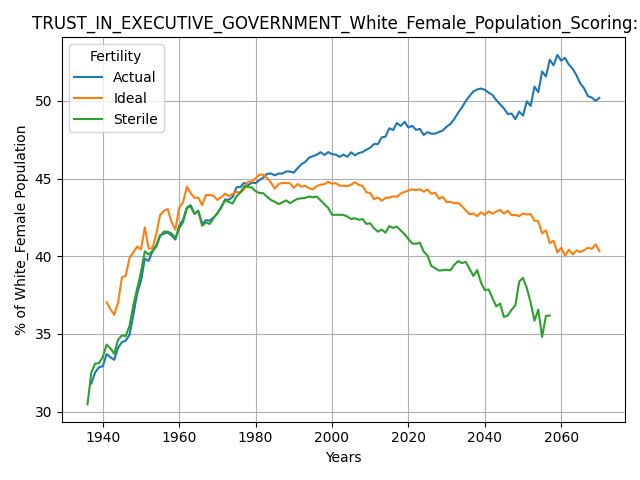 TRUST_IN_EXECUTIVE_GOVERNMENT_White_Female_Population_Scoring:
Fertility
Actual
Ideal
Sterile
% of White_Female Population
50
45
40
35
30
1940 1960 1980 2000 2020 2040 2060
Years